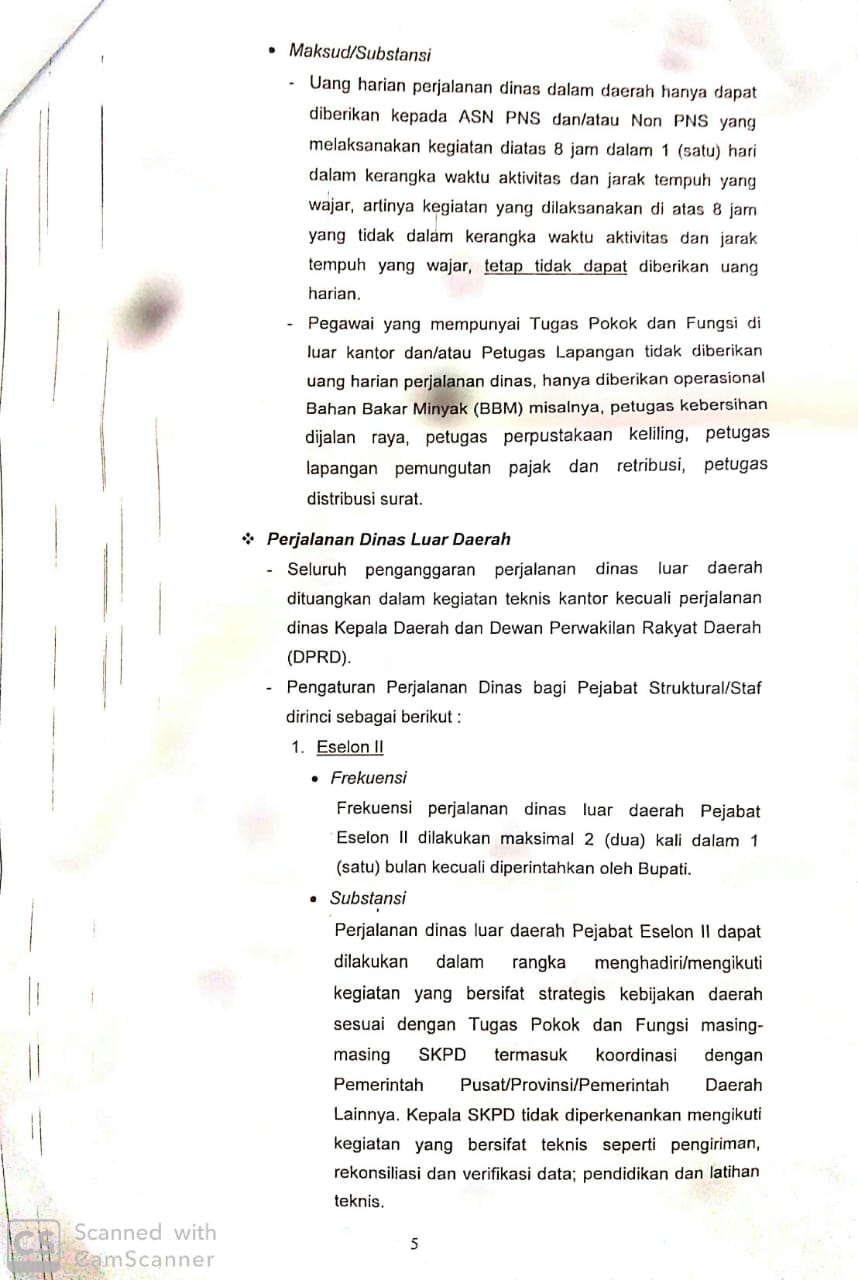 • Maksud/Substansi
- Uang harian perjalanan dinas dalam daerah hanya dapat
diberikan kepada ASN PNS dan/atau Non PNS yang
melaksanakan kegiatan diatas 8 jam dalam 1 (satu) hari
dalam kerangka waktu aktivitas dan jarak tempuh yang
wajar, artinya kegiatan yang dilaksanakan di atas 8 jam
yang tidak dalam kerangka waktu aktivitas dan jarak
tempuh yang wajar, tetap tidak dapat diberikan uang
harian.
- Pegawai yang mempunyai Tugas Pokok dan Fungsi di
luar kantor dan/atau Petugas Lapangan tidak diberikan
uang harian perjalanan dinas, hanya diberikan operasional
Bahan Bakar Minyak (BBM) misalnya, petugas kebersihan
dijalan raya, petugas perpustakaan keliling, petugas
lapangan pemungutan pajak dan retribusi, petugas
distribusi surat.
❖ Perjalanan Dinas Luar Daerah
- Seluruh penganggaran perjalanan dinas luar daerah
dituangkan dalam kegiatan teknis kantor kecuali perjalanan
dinas Kepala Daerah dan Dewan Perwakilan Rakyat Daerah
(DPRD).
- Pengaturan Perjalanan Dinas bagi Pejabat Struktural/Staf
dirinci sebagai berikut :
1. Eselon II
• Frekuensi
Frekuensi perjalanan dinas luar daerah Pejabat
Eselon II dilakukan maksimal 2 (dua) kali dalam 1
(satu) bulan kecuali diperintahkan oleh Bupati.
• Substansi
Perjalanan dinas luar daerah Pejabat Eselon II dapat
dilakukan dalam rangka menghadiri/mengikuti
kegiatan yang bersifat strategis kebijakan daerah
sesuai dengan Tugas Pokok dan Fungsi masing-
masing SKPD termasuk koordinasi dengan
Pemerintah Pusat/Provinsi/Pemerintah Daerah
Lainnya. Kepala SKPD tidak diperkenankan mengikuti
kegiatan yang bersifat teknis seperti pengiriman,
rekonsiliasi dan verifikasi data; pendidikan dan latihan
teknis.
5
CS Scanned with
CamScanner